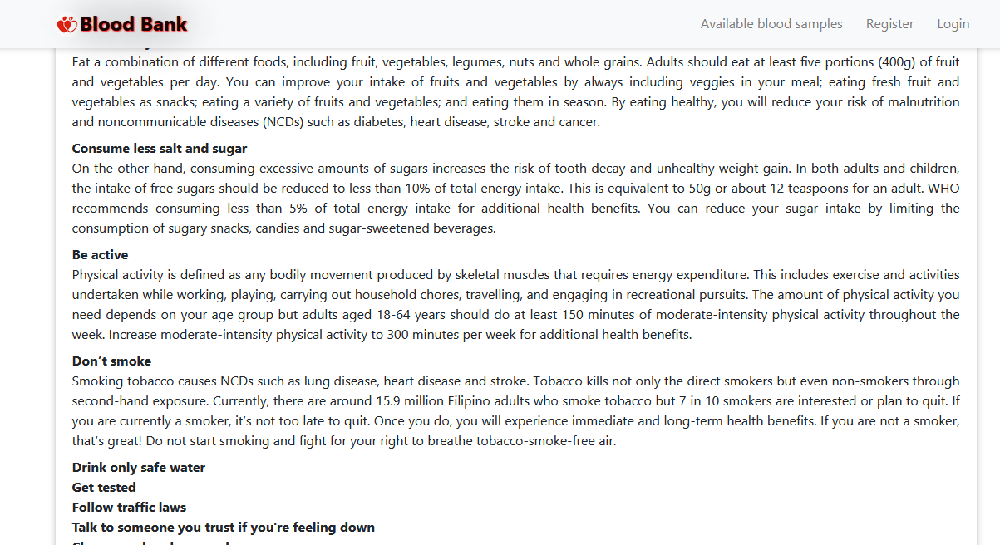 Blood Bank
Available blood samples
Register
Login
Eat a combination of different foods, including fruit, vegetables, legumes, nuts and whole grains. Adults should eat at least five portions (400g) of fruit
and vegetables per day. You can improve your intake of fruits and vegetables by always including veggies in your meal; eating fresh fruit and
vegetables as snacks; eating a variety of fruits and vegetables; and eating them in season. By eating healthy, you will reduce your risk of malnutrition
and noncommunicable diseases (NCDs) such as diabetes, heart disease, stroke and cancer.
Consume less salt and sugar
On the other hand, consuming excessive amounts of sugars increases the risk of tooth decay and unhealthy weight gain. In both adults and children,
the intake of free sugars should be reduced to less than 10% of total energy intake. This is equivalent to 50g or about 12 teaspoons for an adult. WHO
recommends consuming less than 5% of total energy intake for additional health benefits. You can reduce your sugar intake by limiting the
consumption of sugary snacks, candies and sugar-sweetened beverages.
Be active
Physical activity is defined as any bodily movement produced by skeletal muscles that requires energy expenditure. This includes exercise and activities
undertaken while working, playing, carrying out household chores, travelling, and engaging in recreational pursuits. The amount of physical activity you
need depends on your age group but adults aged 18-64 years should do at least 150 minutes of moderate-intensity physical activity throughout the
week. Increase moderate-intensity physical activity to 300 minutes per week for additional health benefits.
Don’t smoke
Smoking tobacco causes NCDs such as lung disease, heart disease and stroke. Tobacco kills not only the direct smokers but even non-smokers through
second-hand exposure. Currently, there are around 15.9 million Filipino adults who smoke tobacco but 7 in 10 smokers are interested or plan to quit. If
you are currently a smoker, it’s not too late to quit. Once you do, you will experience immediate and long-term health benefits. If you are not a smoker,
that’s great! Do not start smoking and fight for your right to breathe tobacco-smoke-free air.
Drink only safe water
Get tested
Follow traffic laws
Talk to someone you trust if you're feeling down